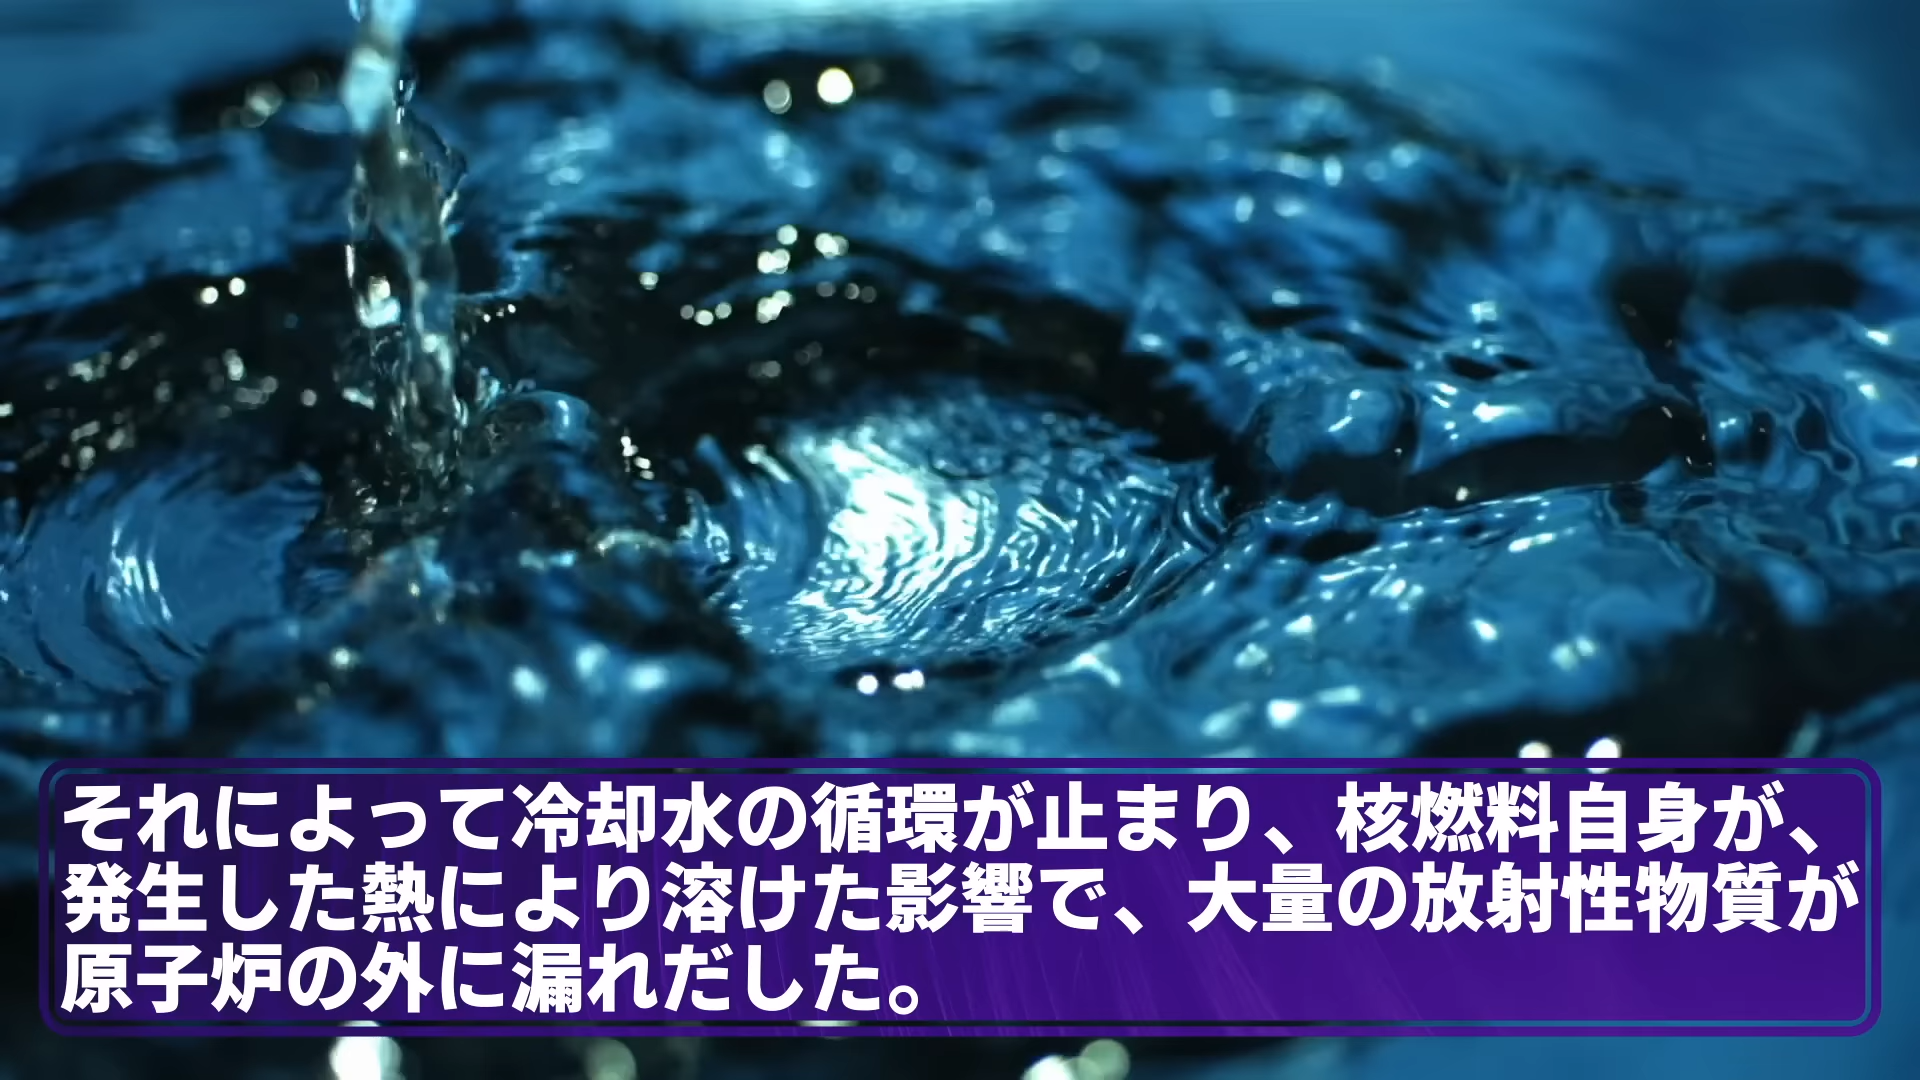 それによって冷却水の循環が止まり、核燃料自身が、
発生した熱により溶けた影響で、大量の放射性物質が
原子炉の外に漏れだした。